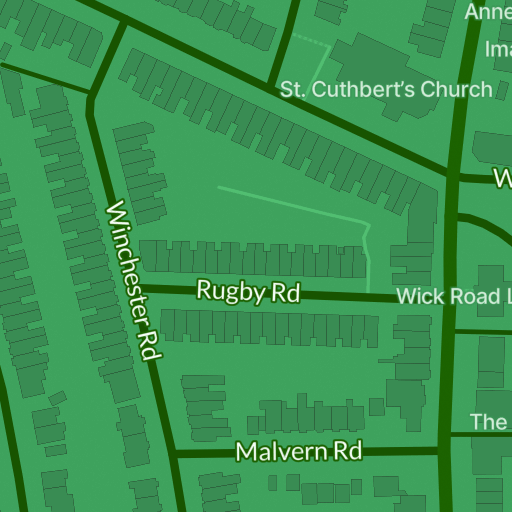 Anne
Ima
St. Cuthbert's Church
W
Winchester Rd
Rugby Rd
Wick Road L
The
Malvern Rd